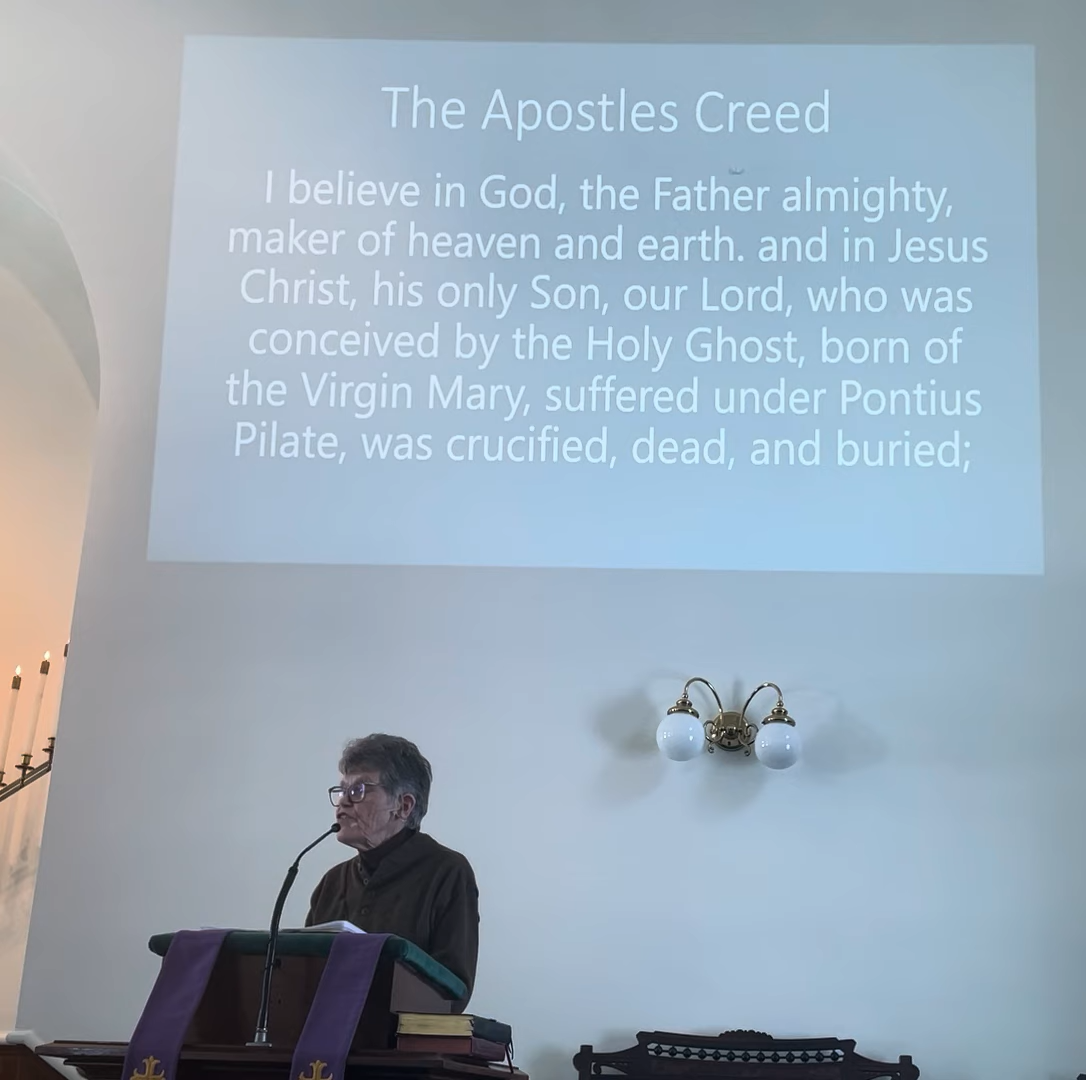 The Apostles Creed
I believe in God, the Father almighty,
maker of heaven and earth. and in Jesus
Christ, his only Son, our Lord, who was
conceived by the Holy Ghost, born of
the Virgin Mary, suffered under Pontius
Pilate, was crucified, dead, and buried;